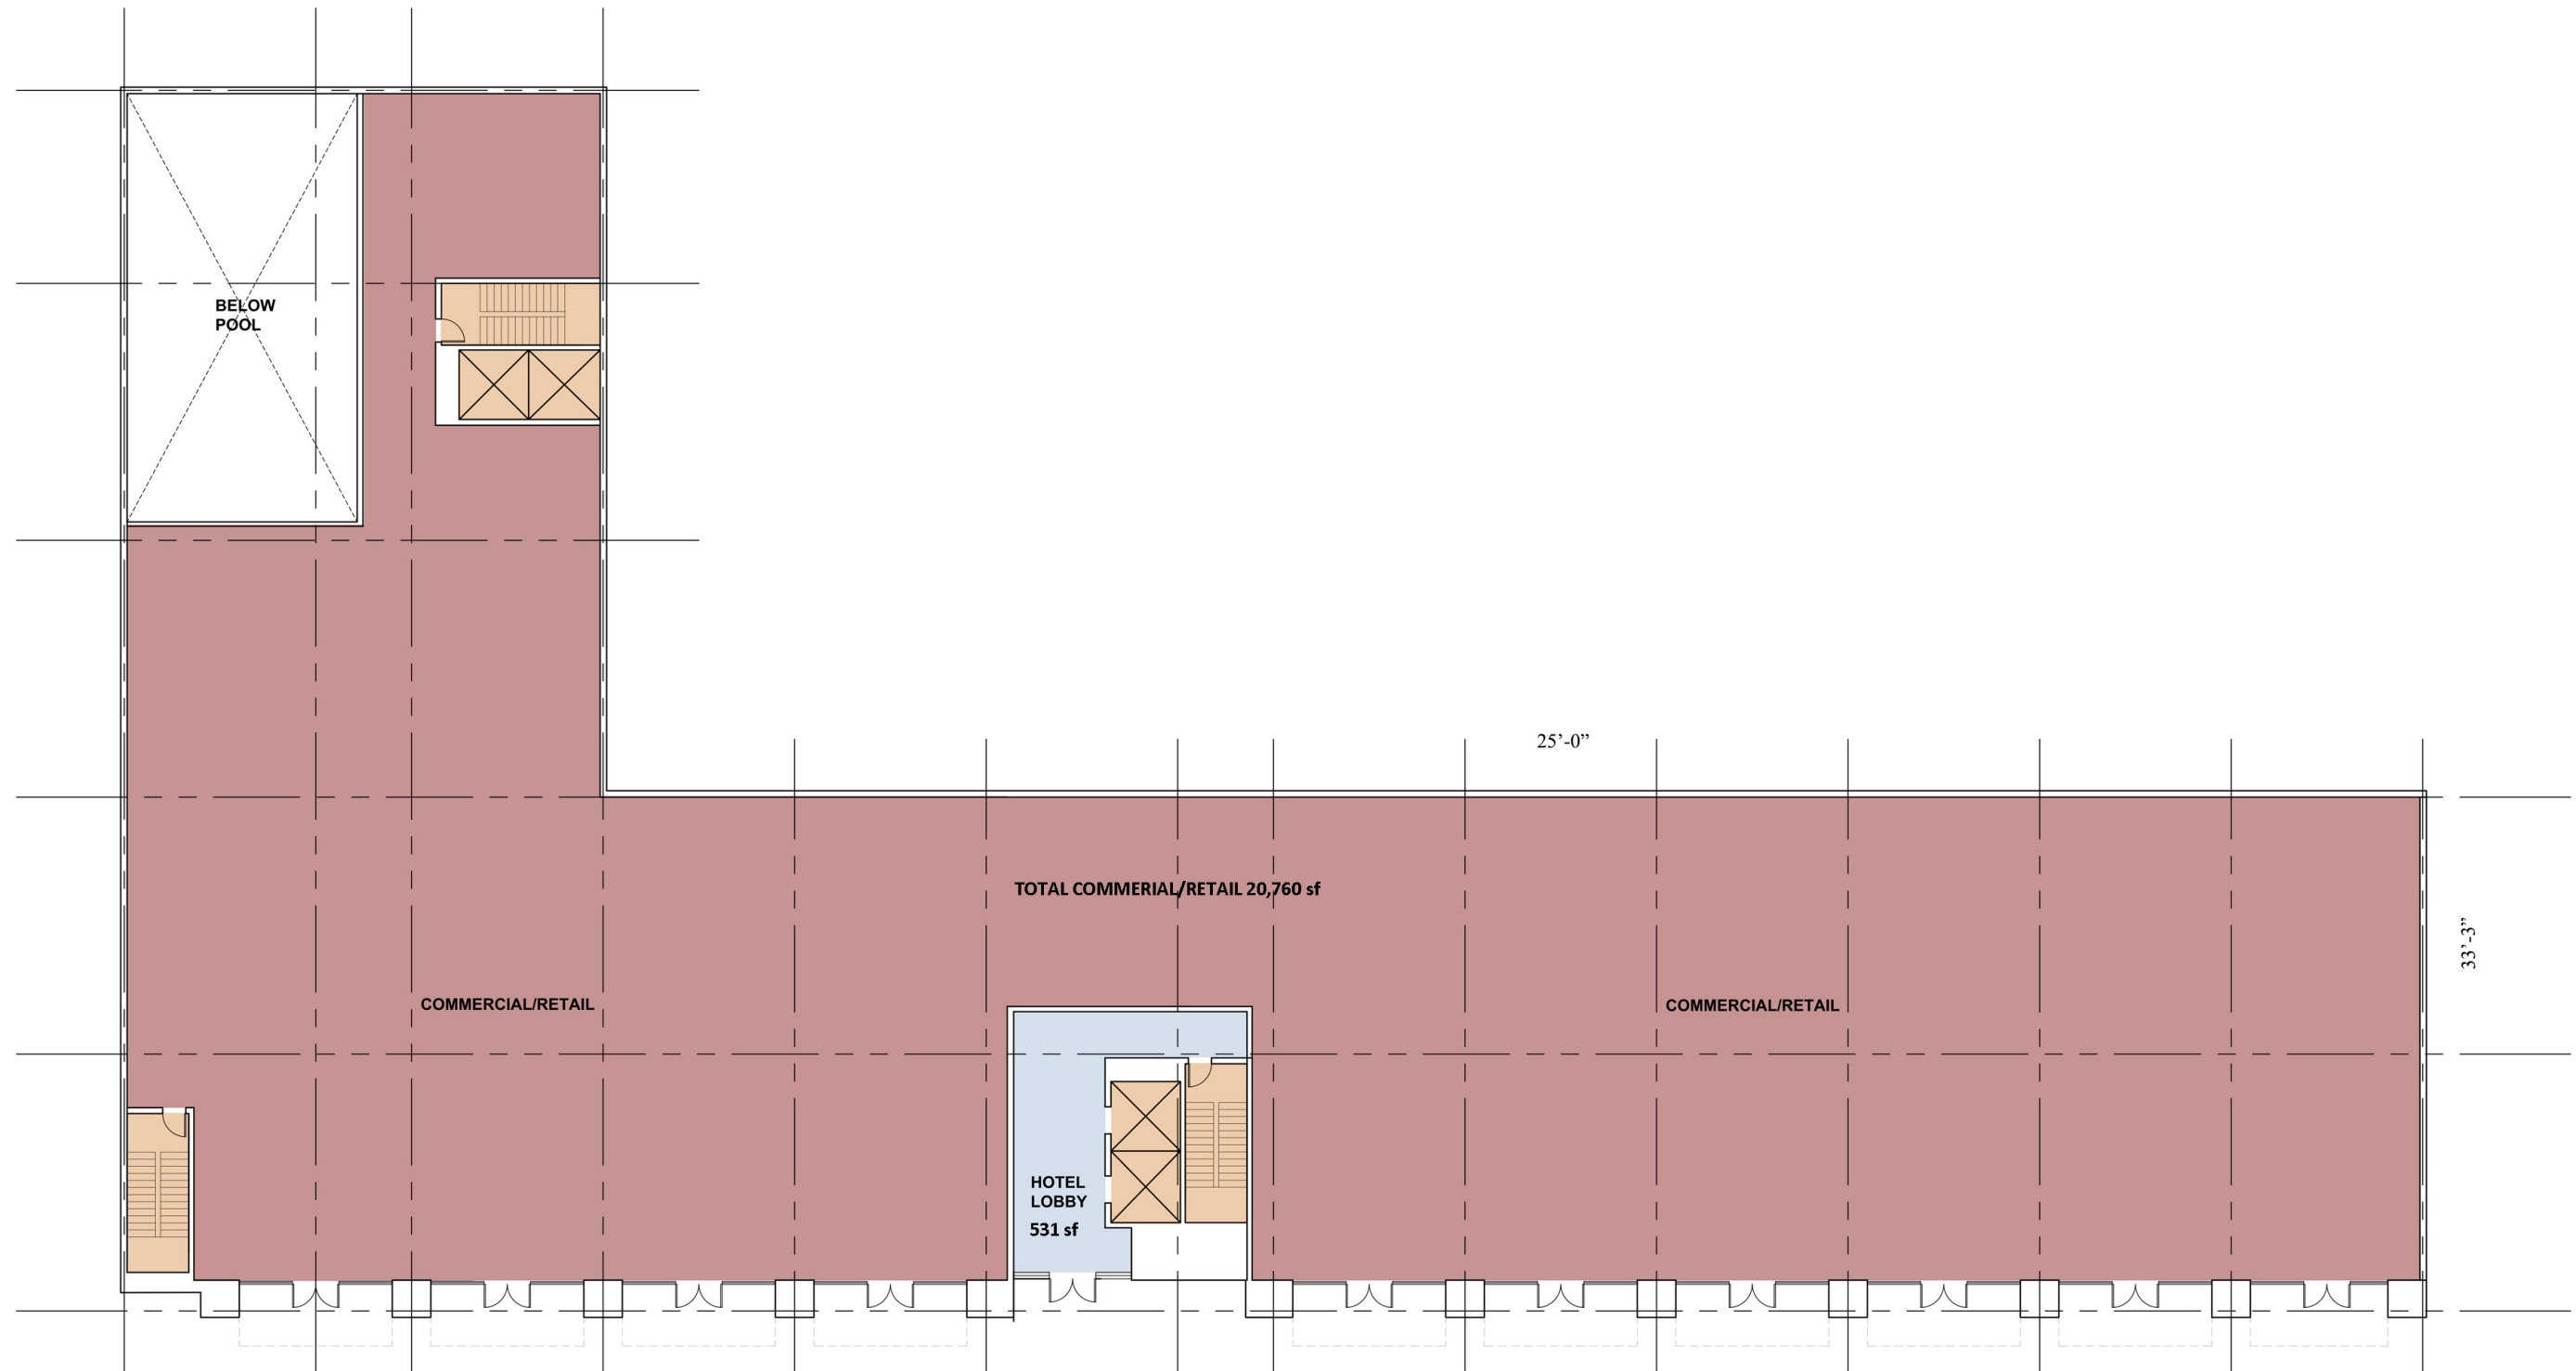 BELOW
POOL
25’-0”
TOTAL COMMERIAL/RETAIL 20,760 sf
33’-3”
COMMERCIAL/RETAIL
COMMERCIAL/RETAIL
HOTEL
LOBBY
531 sf